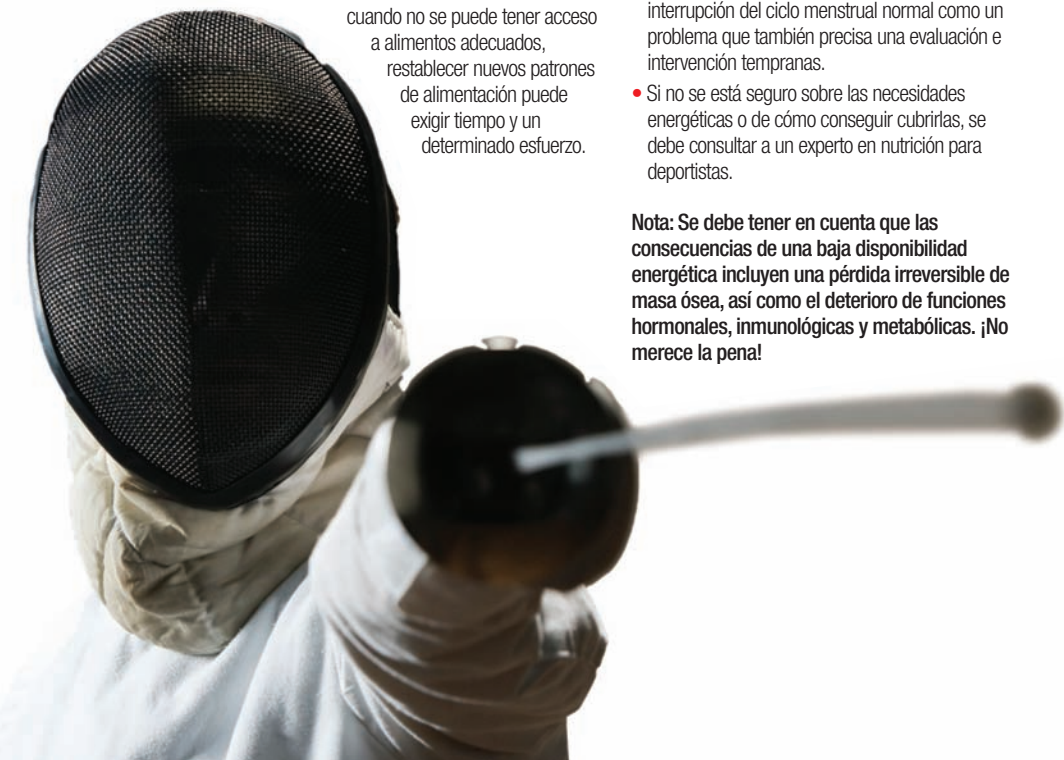 cuando no se puede tener acceso
a alimentos adecuados,
restablecer nuevos patrones
de alimentación puede
exigir tiempo y un
determinado esfuerzo.
interrupción del ciclo menstrual normal como un
problema que también precisa una evaluación e
intervención tempranas.
• Si no se está seguro sobre las necesidades
energéticas o de cómo conseguir cubrirlas, se
debe consultar a un experto en nutrición para
deportistas.
Nota: Se debe tener en cuenta que las
consecuencias de una baja disponibilidad
energética incluyen una pérdida irreversible de
masa ósea, así como el deterioro de funciones
hormonales, inmunológicas y metabólicas. ¡No
merece la pena!